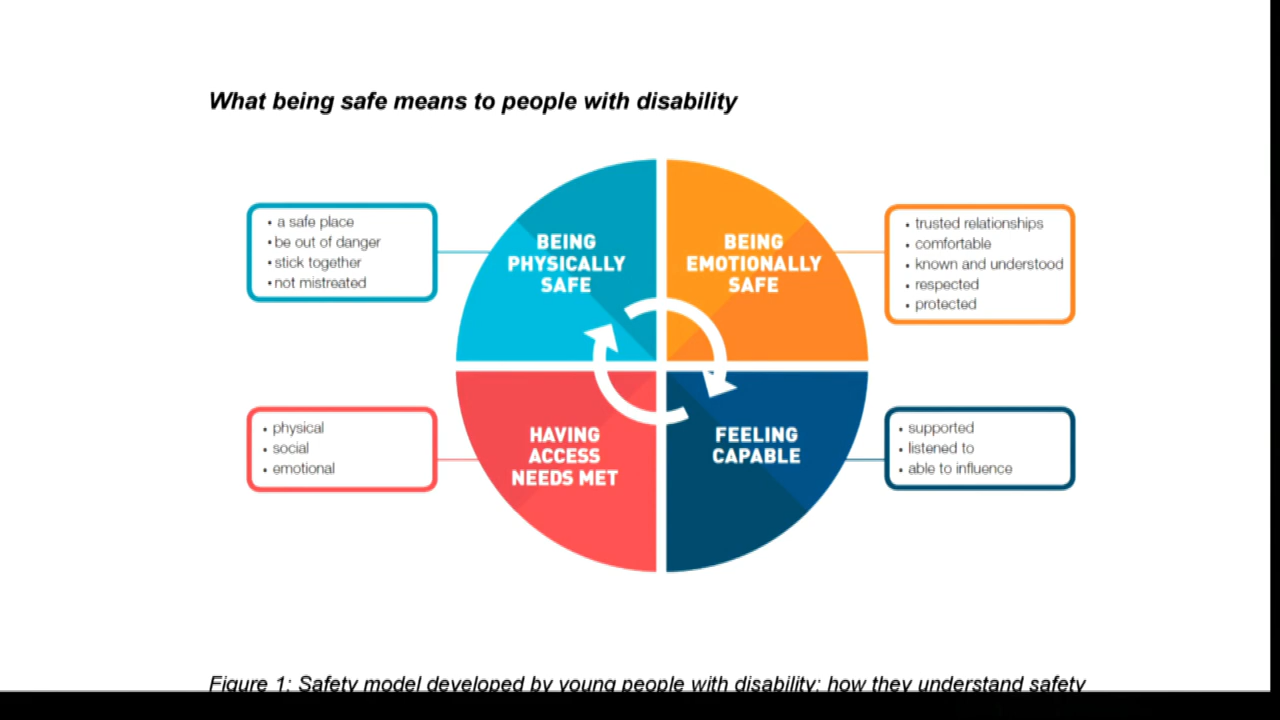 What being safe means to people with disability
• a safe place
• be out of danger
• stick together
• not mistreated
BEING
PHYSICALLY
SAFE
BEING
EMOTIONALLY
SAFE
• trusted relationships
• comfortable
• known and understood
• respected
• protected
• physical
• social
• emotional
HAVING
ACCESS
NEEDS MET
FEELING
CAPABLE
• supported
• listened to
• able to influence
Figure 1: Safety model developed by young people with disability: how they understand safety